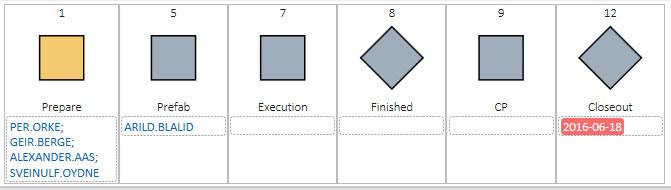 1 5 7 8 9 12
Prepare Prefab Execution Finished CP Closeout
PER.ORKE; ARILD.BLALID 2016-06-18
GEIR.BERGE;
ALEXANDER.AAS;
SVEINULF.OYDNE